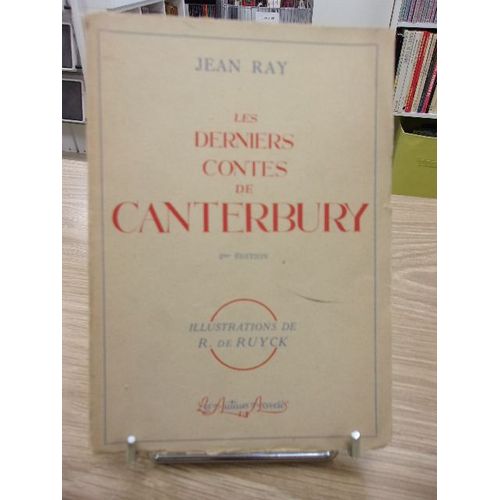 JEAN RAY
LES
DERNIERS
CONTES
DE
CANTERBURY
2me ÉDITION
ILLUSTRATIONS DE
R. DE RUYCK
Les Auteurs Associés